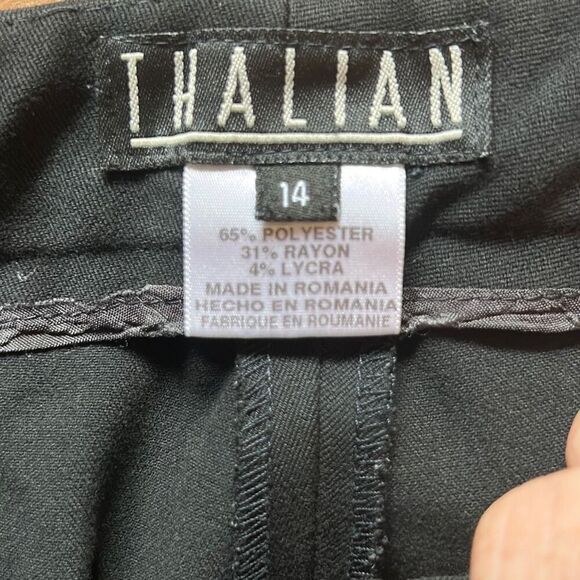 THALIAN
14
65% POLYESTER
31% RAYON
4% LYCRA
MADE IN ROMANIA
HECHO EN ROMANIA
FABRIQUE EN ROUMANIE